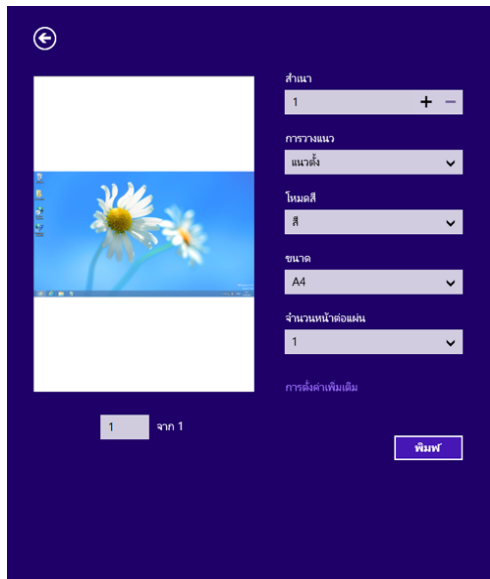 สำเนา
1
การวางแนว
แนวตั้ง
โหมดสี
สี
ขนาด
A4
จำนวนหน้าต่อแผ่น
1
การตั้งค่าเพิ่มเติม
1 จาก 1
พิมพ์